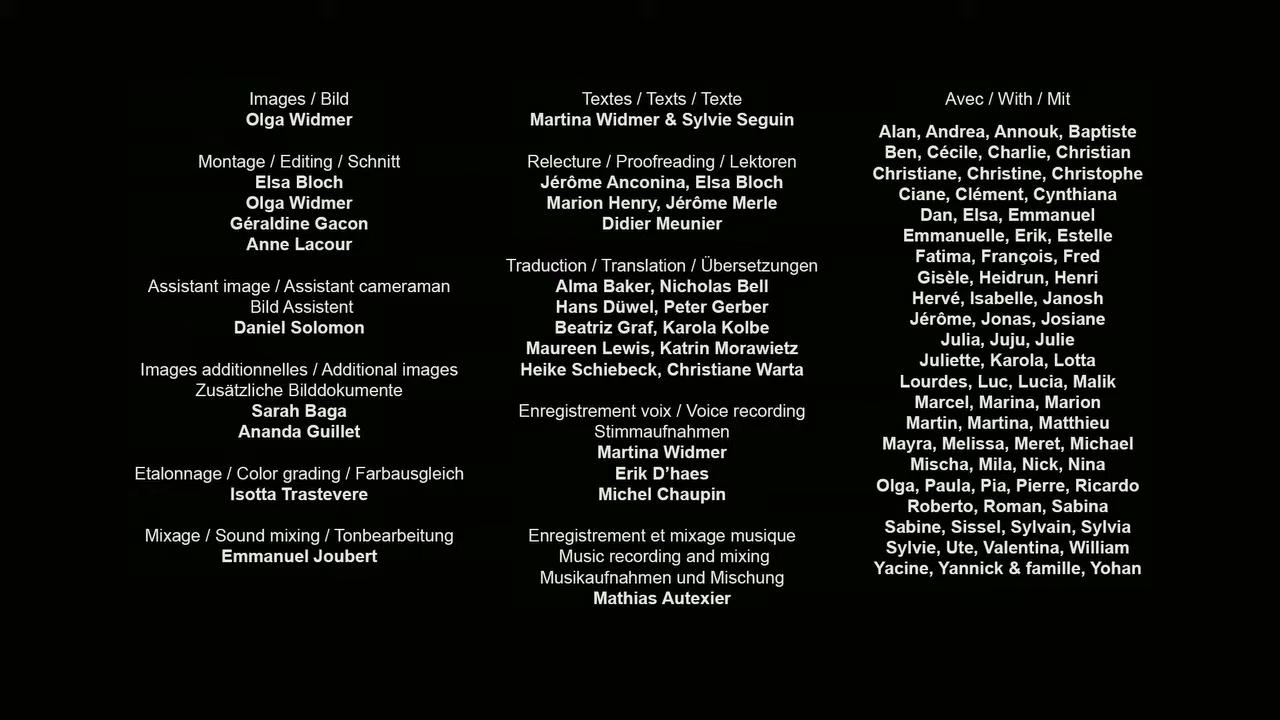 Images / Bild
Olga Widmer
Montage / Editing / Schnitt
Elsa Bloch
Olga Widmer
Géraldine Gacon
Anne Lacour
Assistant image / Assistant cameraman
Bild Assistent
Daniel Solomon
Images additionnelles / Additional images
Zusätzliche Bilddokumente
Sarah Baga
Ananda Guillet
Etalonnage / Color grading / Farbausgleich
Isotta Trastevere
Mixage / Sound mixing / Tonbearbeitung
Emmanuel Joubert
Textes / Texts / Texte
Martina Widmer & Sylvie Seguin
Relecture / Proofreading / Lektoren
Jérôme Anconina, Elsa Bloch
Marion Henry, Jérôme Merle
Didier Meunier
Traduction / Translation / Übersetzungen
Alma Baker, Nicholas Bell
Hans Düwel, Peter Gerber
Beatriz Graf, Karola Kolbe
Maureen Lewis, Katrin Morawietz
Heike Schiebeck, Christiane Warta
Enregistrement voix / Voice recording
Stimmaufnahmen
Martina Widmer
Erik D’haes
Michel Chaupin
Enregistrement et mixage musique
Music recording and mixing
Musikaufnahmen und Mischung
Mathias Autexier
Avec / With / Mit
Alan, Andrea, Annouk, Baptiste
Ben, Cécile, Charlie, Christian
Christiane, Christine, Christophe
Ciane, Clément, Cynthiana
Dan, Elsa, Emmanuel
Emmanuelle, Erik, Estelle
Fatima, François, Fred
Gisèle, Heidrun, Henri
Hervé, Isabelle, Janosh
Jérôme, Jonas, Josiane
Julia, Juju, Julie
Juliette, Karola, Lotta
Lourdes, Luc, Lucia, Malik
Marcel, Marina, Marion
Martin, Martina, Matthieu
Mayra, Melissa, Meret, Michael
Mischa, Mila, Nick, Nina
Olga, Paula, Pia, Pierre, Ricardo
Roberto, Roman, Sabina
Sabine, Sissel, Sylvain, Sylvia
Sylvie, Ute, Valentina, William
Yacine, Yannick & famille, Yohan